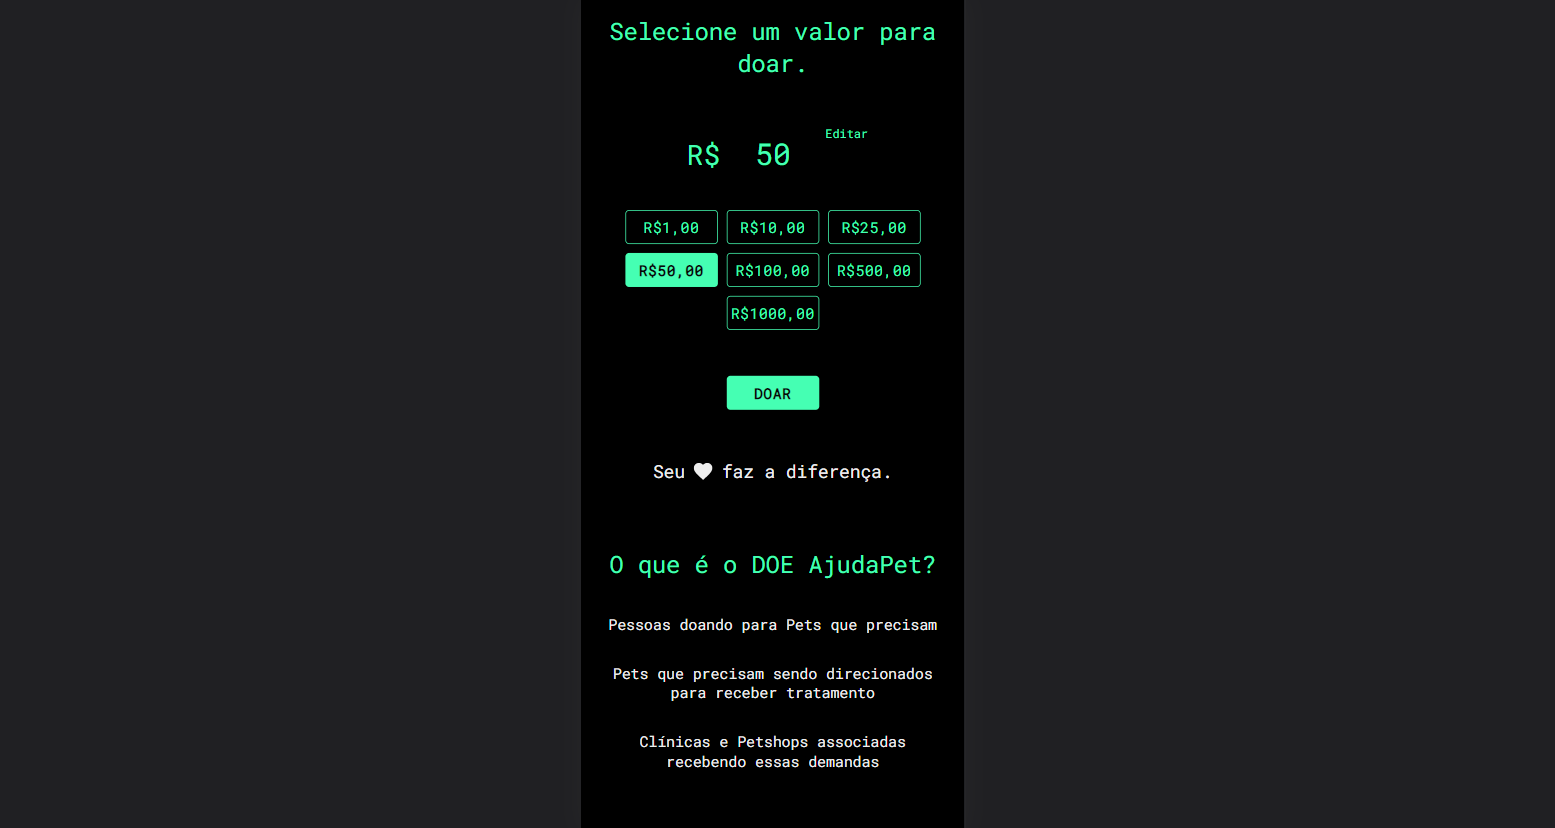 Selecione um valor para
doar.
Editar
R$ 50
R$1,00 R$10,00 R$25,00
R$50,00 R$100,00 R$500,00
R$1000,00
DOAR
Seu faz a diferença.
O que é o DOE AjudaPet?
Pessoas doando para Pets que precisam
Pets que precisam sendo direcionados
para receber tratamento
Clínicas e Petshops associadas
recebendo essas demandas